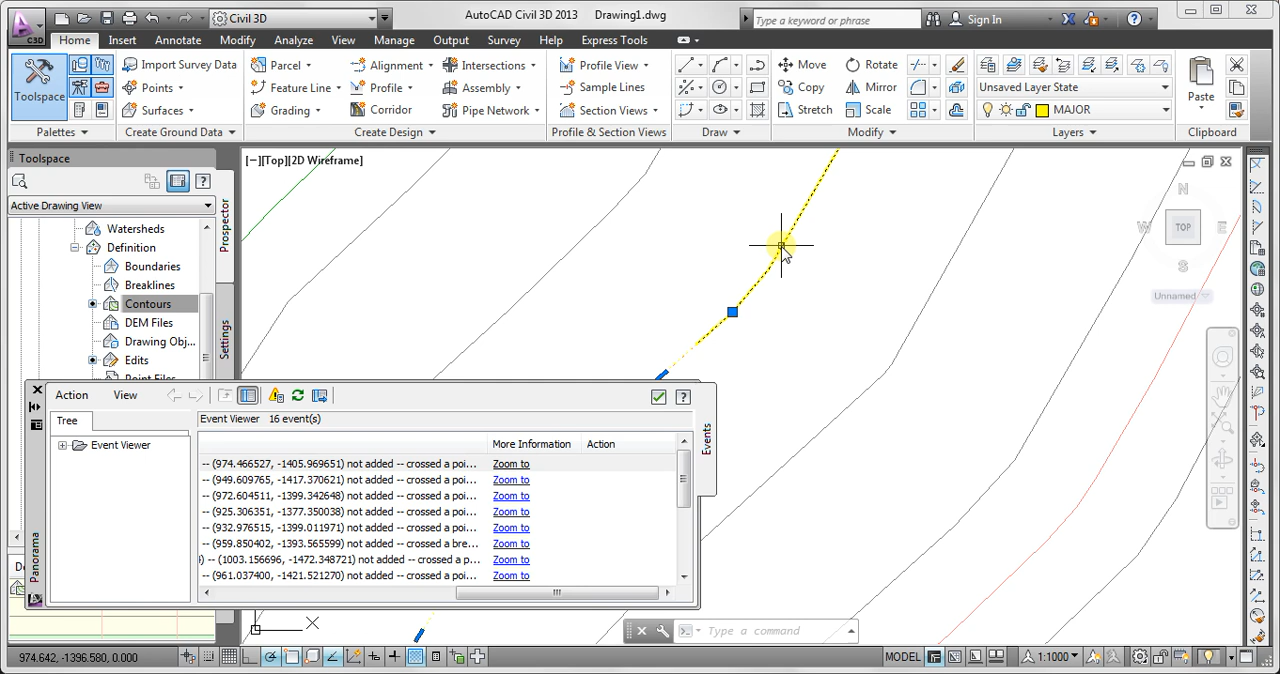 Civil 3D
AutoCAD Civil 3D 2013 Drawing1.dwg
Type a keyword or phrase
Sign In
C3D
Home Insert Annotate Modify Analyze View Manage Output Survey Help Express Tools
Toolspace
Import Survey Data
Points
Surfaces
Parcel
Feature Line
Grading
Alignment
Profile
Corridor
Intersections
Assembly
Pipe Network
Profile View
Sample Lines
Section Views
Move
Copy
Stretch
Rotate
Mirror
Scale
Unsaved Layer State
MAJOR
Paste
Palettes Create Ground Data Create Design Profile & Section Views Draw Modify Layers Clipboard
Toolspace
Active Drawing View
Watersheds
Definition
Boundaries
Breaklines
Contours
DEM Files
Drawing Obj...
Edits
Point Files
Prospector
Settings
[−][Top][2D Wireframe]
N
W TOP E
S
Unnamed
Action View
Tree
Event Viewer
Event Viewer 16 event(s)
More Information Action
-- (974.466527, -1405.969651) not added -- crossed a poi... Zoom to
-- (949.609765, -1417.370621) not added -- crossed a poi... Zoom to
-- (972.604511, -1399.342648) not added -- crossed a poi... Zoom to
-- (925.306351, -1377.350038) not added -- crossed a poi... Zoom to
-- (932.976515, -1399.011971) not added -- crossed a poi... Zoom to
-- (959.850402, -1393.565599) not added -- crossed a bre... Zoom to
) -- (1003.156696, -1472.348721) not added -- crossed a p... Zoom to
-- (961.037400, -1421.521270) not added -- crossed a poi... Zoom to
Events
Panorama
X
Type a command
974.642, -1396.580, 0.000
MODEL
1:1000